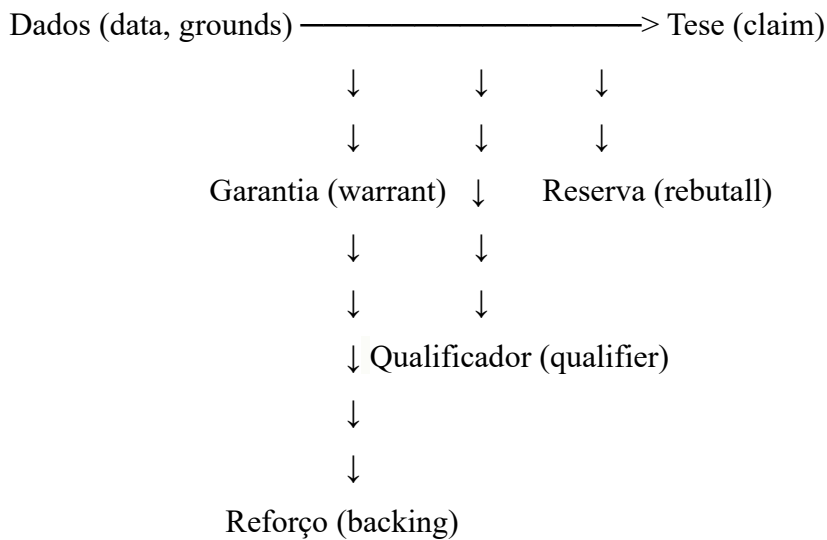 Dados (data, grounds) ————————————> Tese (claim)
↓ ↓ ↓
↓ ↓ ↓
Garantia (warrant) ↓ Reserva (rebutall)
↓ ↓
↓ ↓
↓ Qualificador (qualifier)
↓
↓
Reforço (backing)